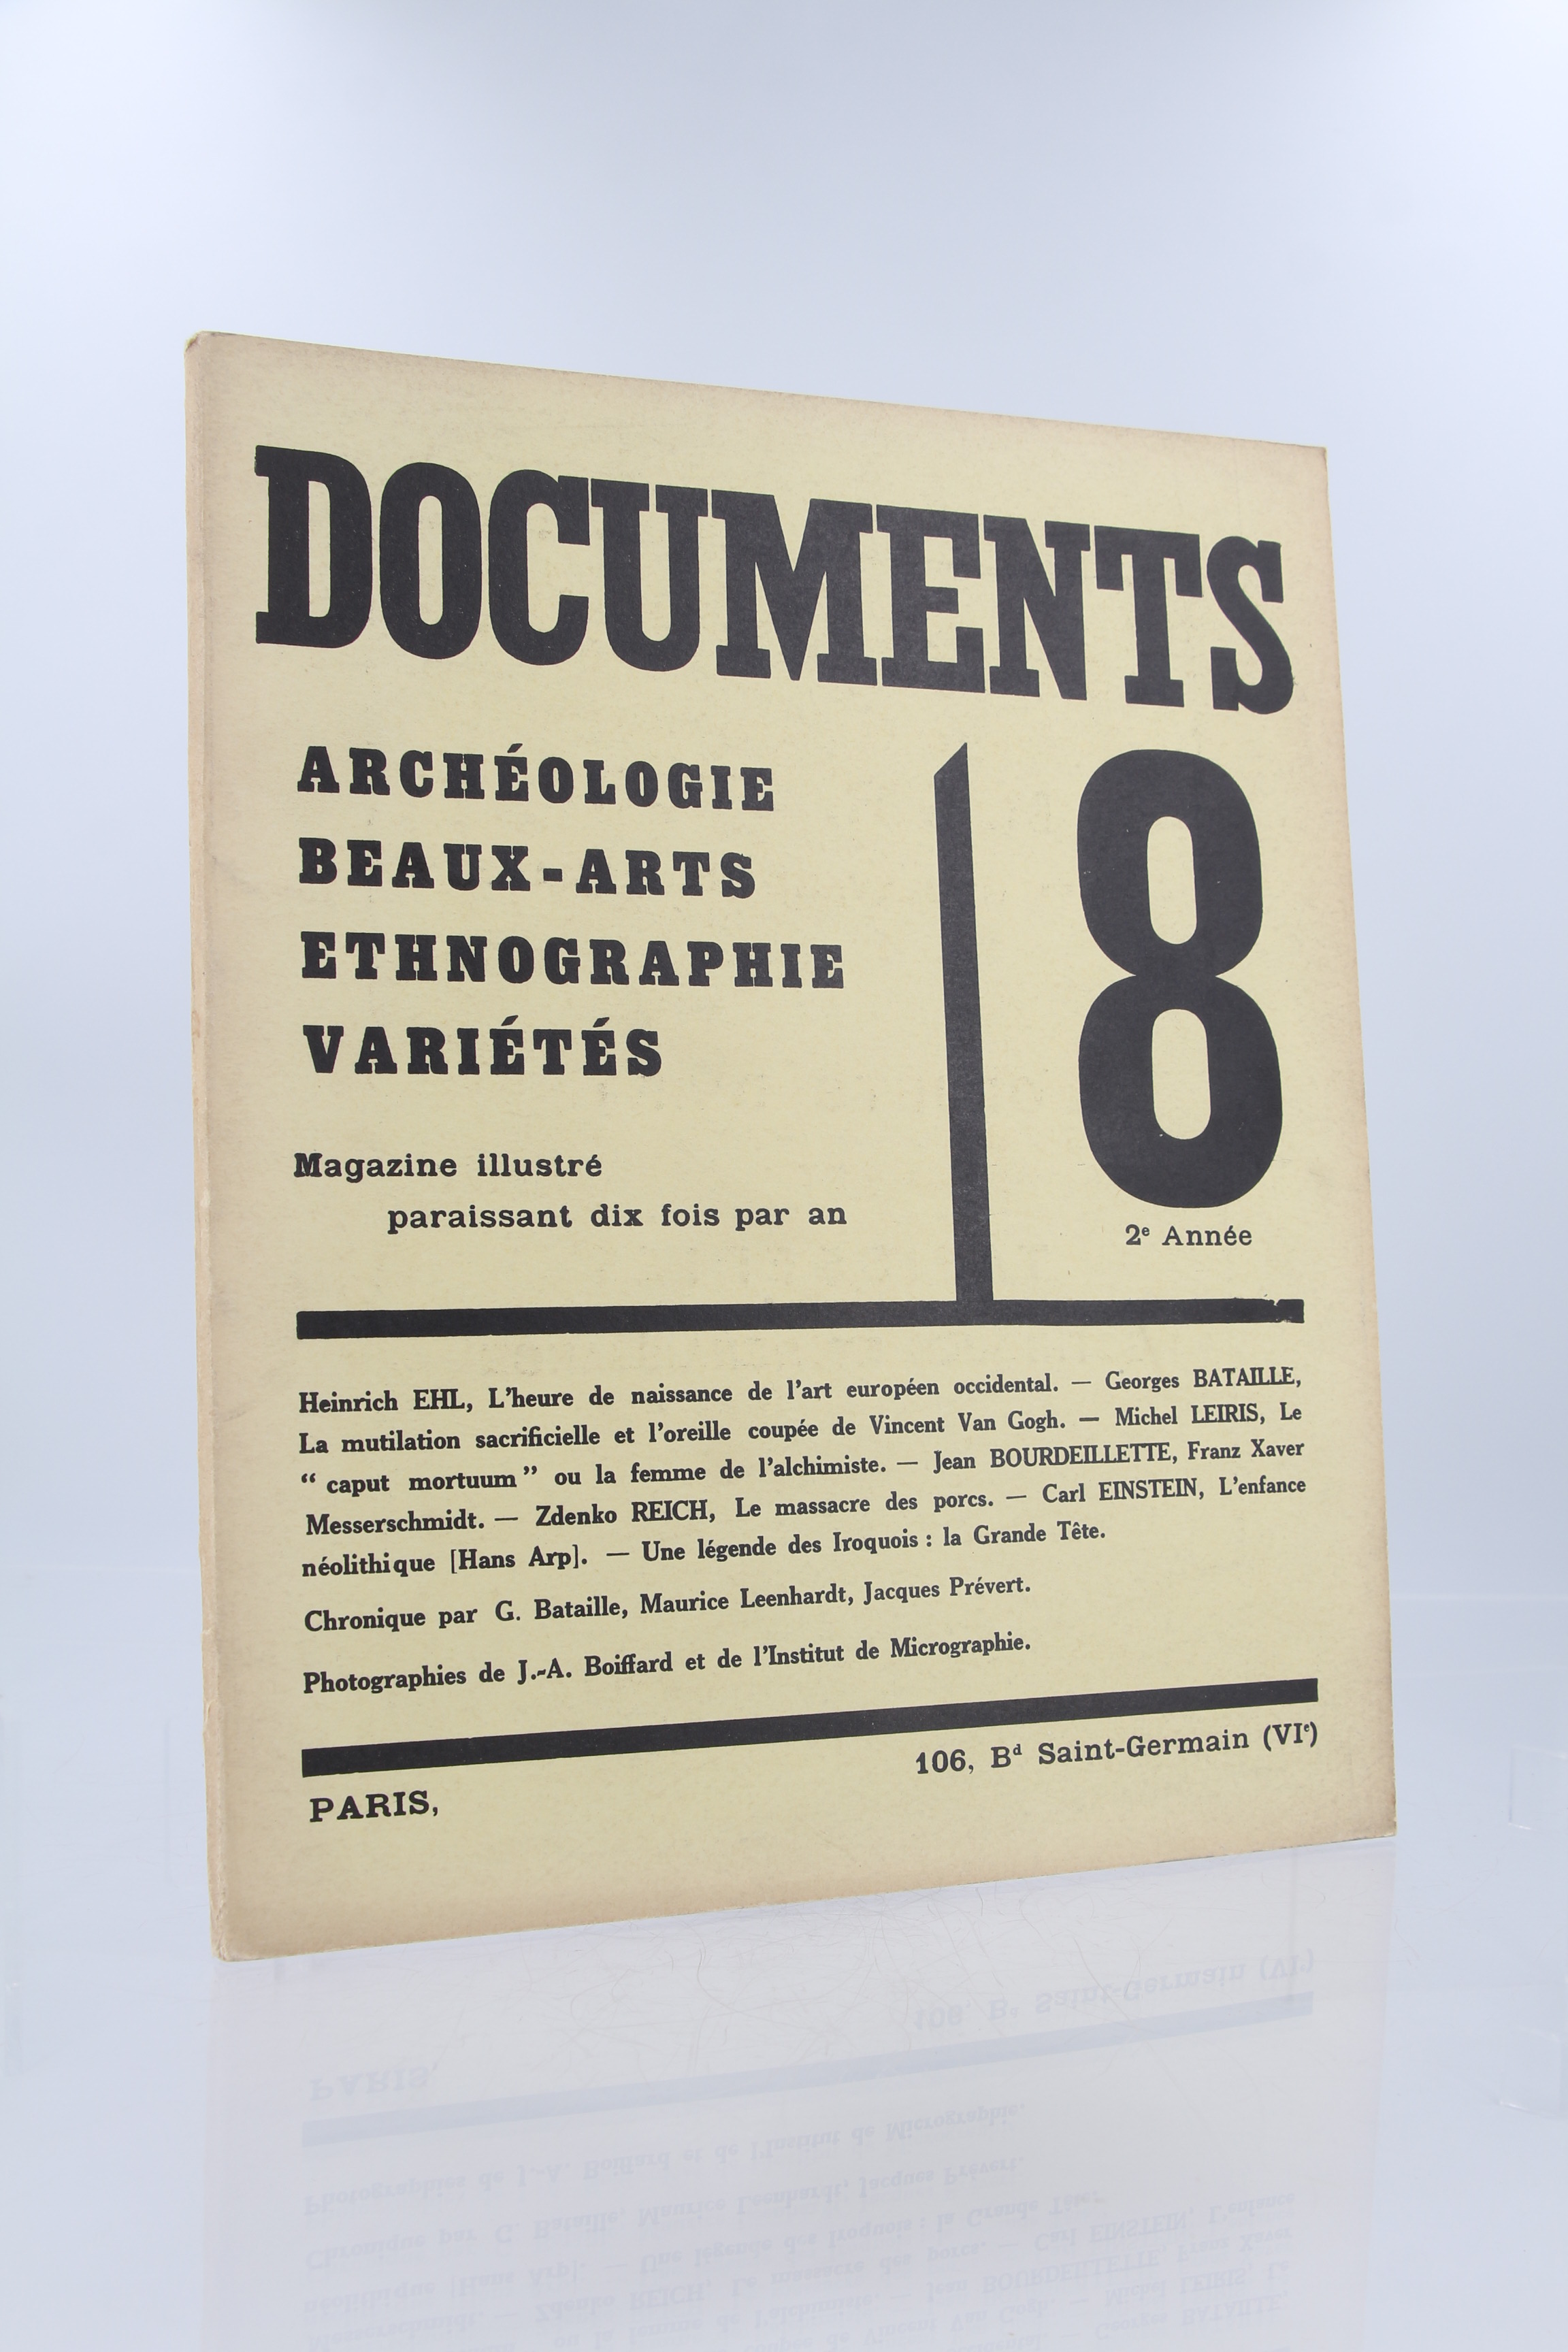 DOCUMENTS
ARCHÉOLOGIE
BEAUX-ARTS
ETHNOGRAPHIE
VARIÉTÉS
Magazine illustré
paraissant dix fois par an
8
2e Année
Heinrich EHL, L'heure de naissance de l'art européen occidental. — Georges BATAILLE,
La mutilation sacrificielle et l'oreille coupée de Vincent Van Gogh. — Michel LEIRIS, Le
“ caput mortuum ” ou la femme de l'alchimiste. — Jean BOURDEILLETTE, Franz Xaver
Messerschmidt. — Zdenko REICH, Le massacre des porcs. — Carl EINSTEIN, L'enfance
néolithique [Hans Arp]. — Une légende des Iroquois : la Grande Tête.
Chronique par G. Bataille, Maurice Leenhardt, Jacques Prévert.
Photographies de J.-A. Boiffard et de l'Institut de Micrographie.
PARIS,
106, Bd Saint-Germain (VIe)